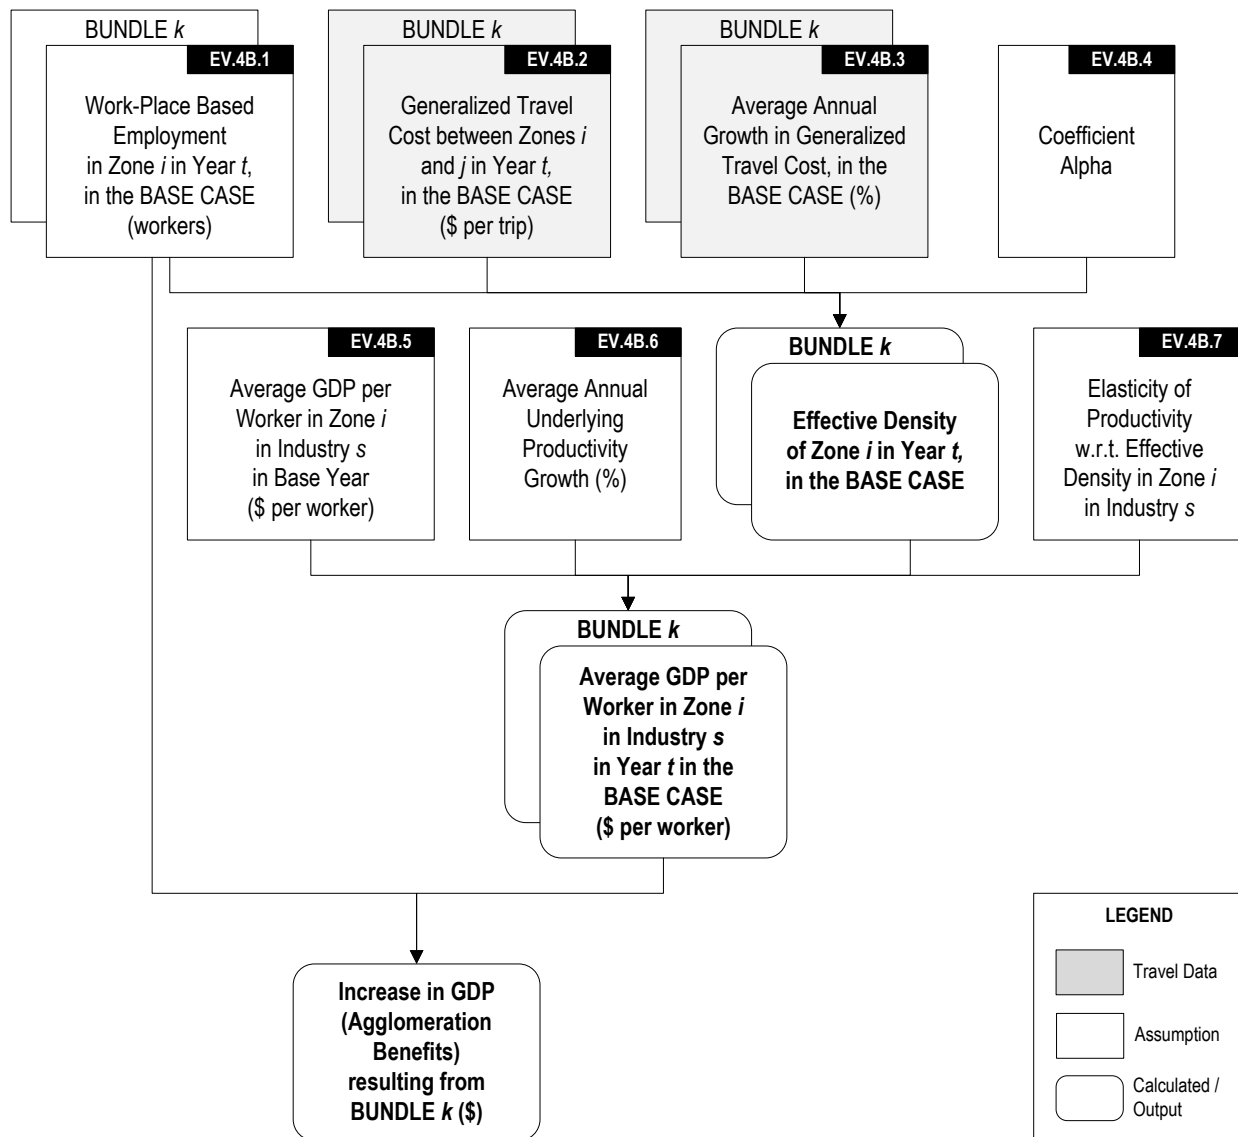 BUNDLE k
EV.4B.1
Work-Place Based
Employment
in Zone i in Year t,
in the BASE CASE
(workers)
BUNDLE k
EV.4B.2
Generalized Travel
Cost between Zones i
and j in Year t,
in the BASE CASE
($ per trip)
BUNDLE k
EV.4B.3
Average Annual
Growth in Generalized
Travel Cost, in the
BASE CASE (%)
EV.4B.4
Coefficient
Alpha
EV.4B.5
Average GDP per
Worker in Zone i
in Industry s
in Base Year
($ per worker)
EV.4B.6
Average Annual
Underlying
Productivity
Growth (%)
BUNDLE k
Effective Density
of Zone i in Year t,
in the BASE CASE
EV.4B.7
Elasticity of
Productivity
w.r.t. Effective
Density in Zone i
in Industry s
BUNDLE k
Average GDP per
Worker in Zone i
in Industry s
in Year t in the
BASE CASE
($ per worker)
Increase in GDP
(Agglomeration
Benefits)
resulting from
BUNDLE k ($)
LEGEND
Travel Data
Assumption
Calculated /
Output